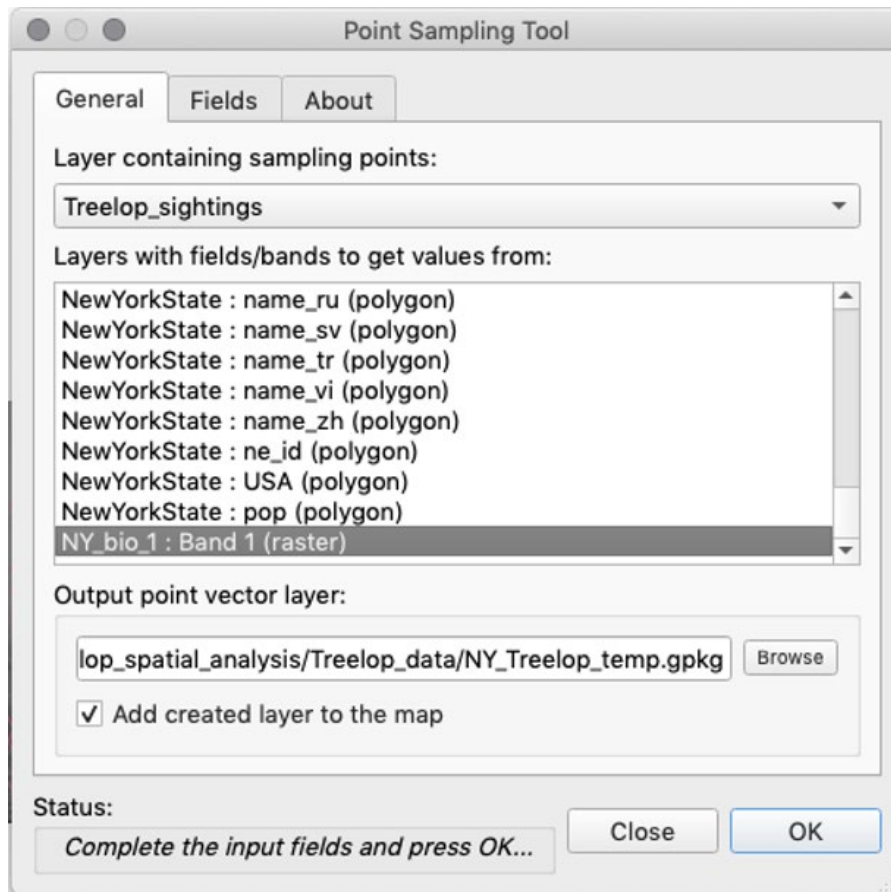 Point Sampling Tool
General Fields About
Layer containing sampling points:
Treelop_sightings
Layers with fields/bands to get values from:
NewYorkState : name_ru (polygon)
NewYorkState : name_sv (polygon)
NewYorkState : name_tr (polygon)
NewYorkState : name_vi (polygon)
NewYorkState : name_zh (polygon)
NewYorkState : ne_id (polygon)
NewYorkState : USA (polygon)
NewYorkState : pop (polygon)
NY_bio_1 : Band 1 (raster)
Output point vector layer:
lop_spatial_analysis/Treelop_data/NY_Treelop_temp.gpkg Browse
Add created layer to the map
Status:
Complete the input fields and press OK... Close OK